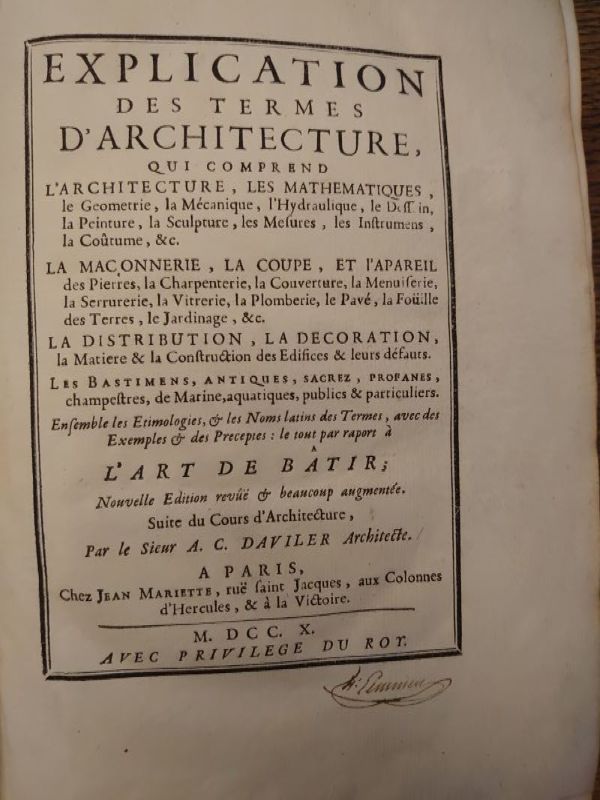 EXPLICATION
DES TERMES
D'ARCHITECTURE,
QUI COMPREND
L'ARCHITECTURE, LES MATHEMATIQUES,
le Geometrie, la Mécanique, l'Hydraulique, le Deſſin,
la Peinture, la Sculpture, les Meſures, les Inſtrumens,
la Coûtume, &c.
LA MAÇONNERIE, LA COUPE, ET l'APAREIL
des Pierres, la Charpenterie, la Couverture, la Menuiſerie,
la Serrurerie, la Vitrerie, la Plomberie, le Pavé, la Foüille
des Terres, le Jardinage, &c.
LA DISTRIBUTION, LA DECORATION,
la Matiere & la Conſtruction des Edifices & leurs défauts.
LES BASTIMENS, ANTIQUES, SACREZ, PROFANES,
champeſtres, de Marine, aquatiques, publics & particuliers.
Enſemble les Etimologies, & les Noms latins des Termes, avec des
Exemples & des Preceptes : le tout par raport à
L'ART DE BÂTIR;
Nouvelle Edition revûë & beaucoup augmentée.
Suite du Cours d'Architecture,
Par le Sieur A. C. DAVILER Architecte.
A PARIS,
Chez JEAN MARIETTE, ruë ſaint Jacques, aux Colonnes
d'Hercules, & à la Victoire.
M. DCC. X.
AVEC PRIVILEGE DU ROY.